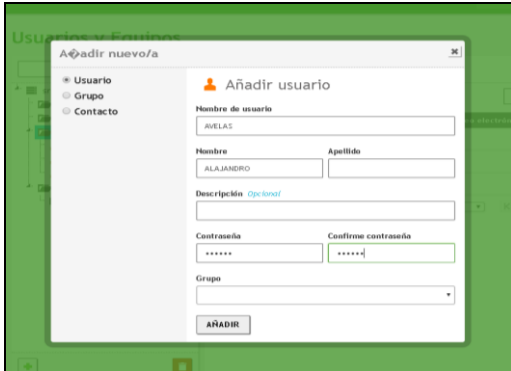 Usuarios y Equipos
A�adir nuevo/a
Usuario
Grupo
Contacto
Añadir usuario
Nombre de usuario
AVELAS
Nombre Apellido
ALAJANDRO
Descripción Opcional
Contraseña Confirme contraseña
•••••• ••••••
Grupo
AÑADIR